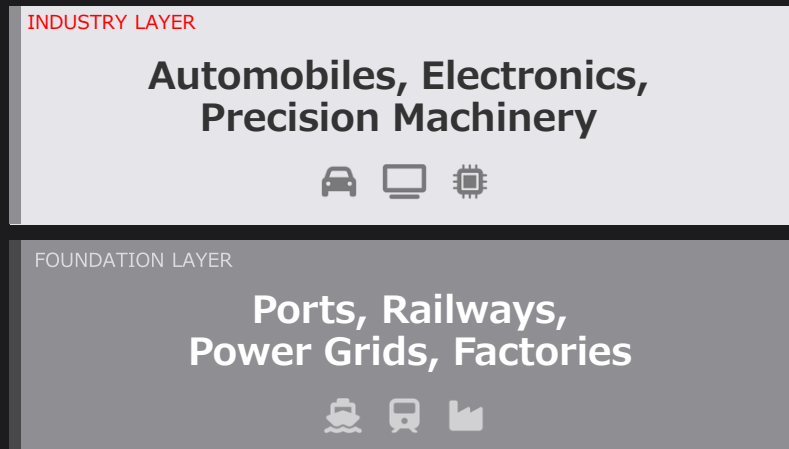 INDUSTRY LAYER
Automobiles, Electronics,
Precision Machinery
FOUNDATION LAYER
Ports, Railways,
Power Grids, Factories